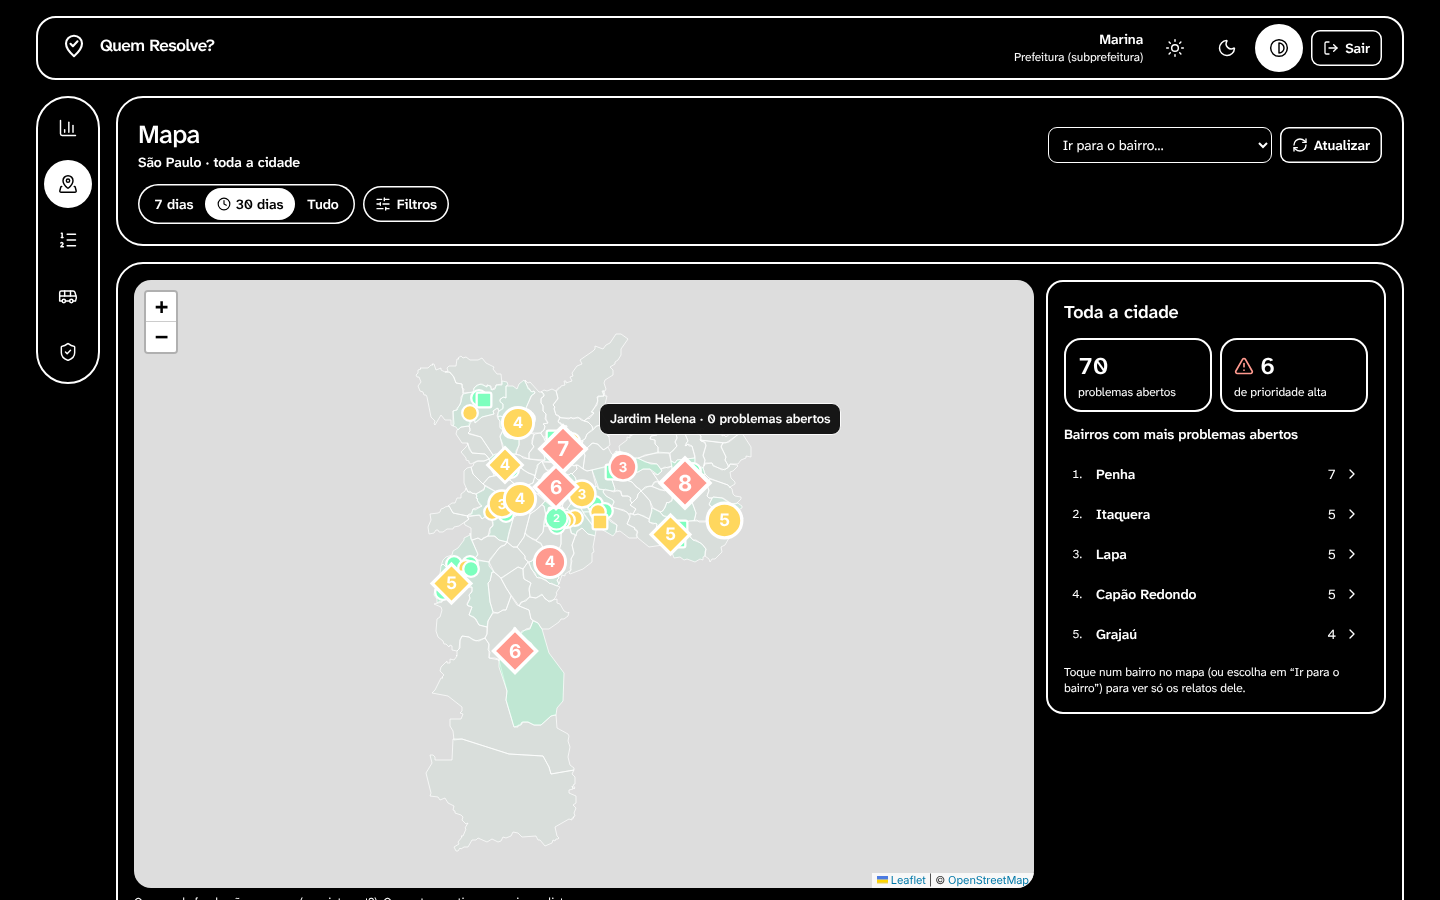 Quem Resolve?
Marina
Prefeitura (subprefeitura)
Sair
Mapa
São Paulo · toda a cidade
Ir para o bairro...
Atualizar
7 dias
30 dias
Tudo
Filtros
+
−
Jardim Helena · 0 problemas abertos
4
7
4
3
8
6
3
3
4
2
5
5
4
5
6
Leaflet | © OpenStreetMap
Toda a cidade
70
problemas abertos
6
de prioridade alta
Bairros com mais problemas abertos
1. Penha 7
2. Itaquera 5
3. Lapa 5
4. Capão Redondo 5
5. Grajaú 4
Toque num bairro no mapa (ou escolha em “Ir para o
bairro”) para ver só os relatos dele.